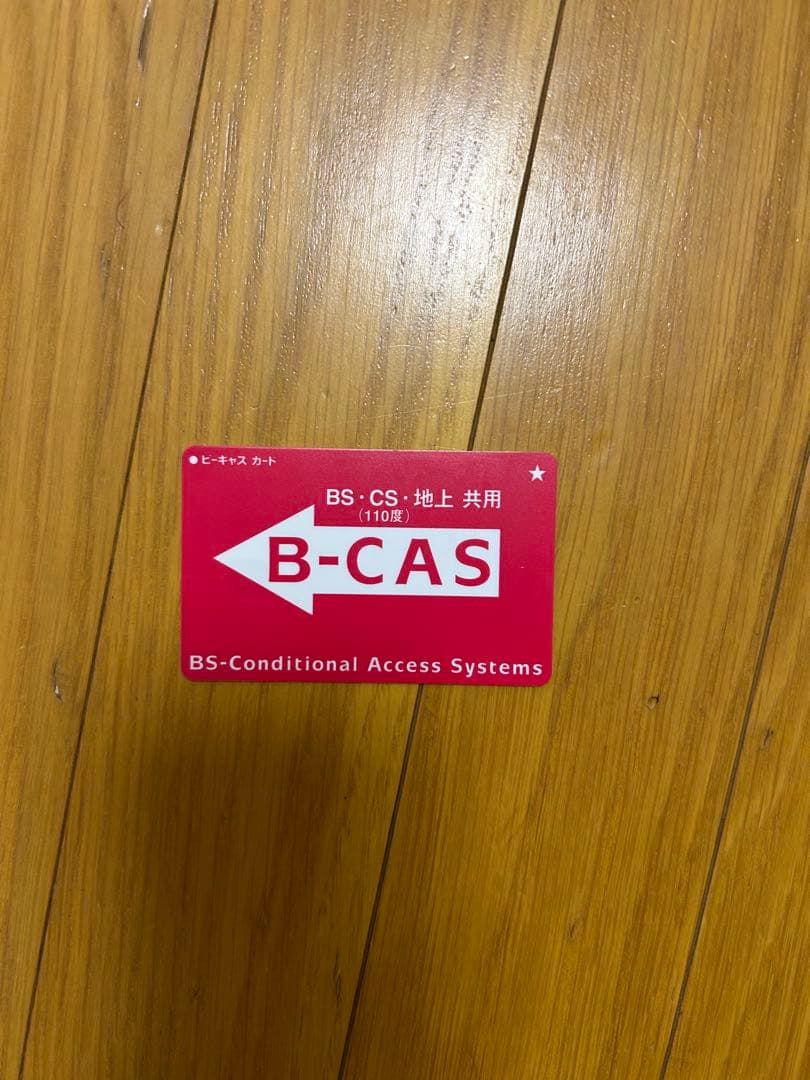 ●ビーキャス カード ★
BS・CS・地上 共用
(110度)
B-CAS
BS-Conditional Access Systems